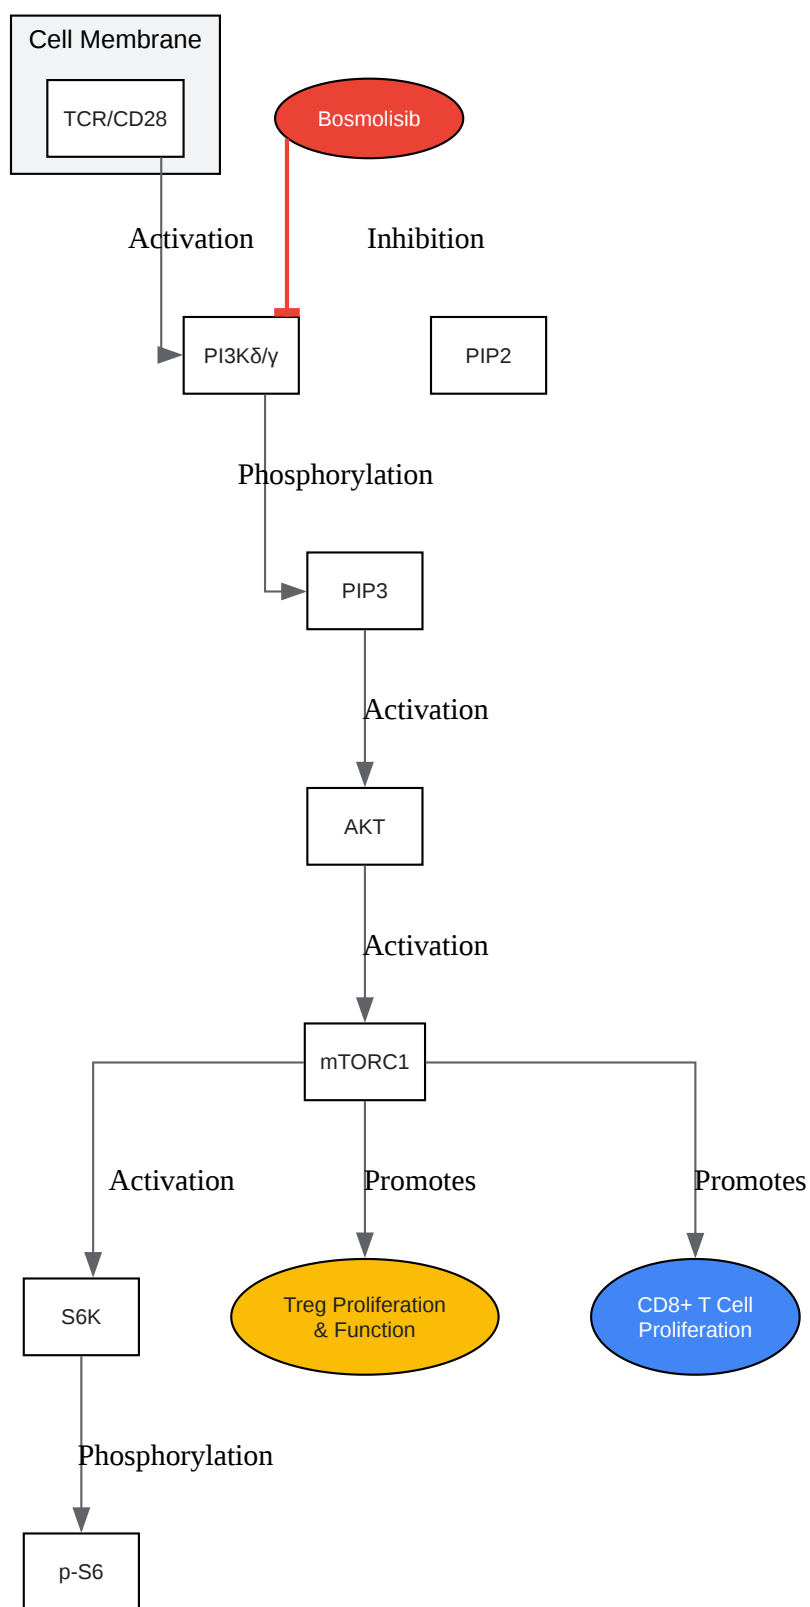 Cell Membrane
TCR/CD28
Bosmolisib
Activation
Inhibition
PI3Kδ/γ
PIP2
Phosphorylation
PIP3
Activation
AKT
Activation
mTORC1
Activation
Promotes
Promotes
S6K
Treg Proliferation
& Function
CD8+ T Cell
Proliferation
Phosphorylation
p-S6